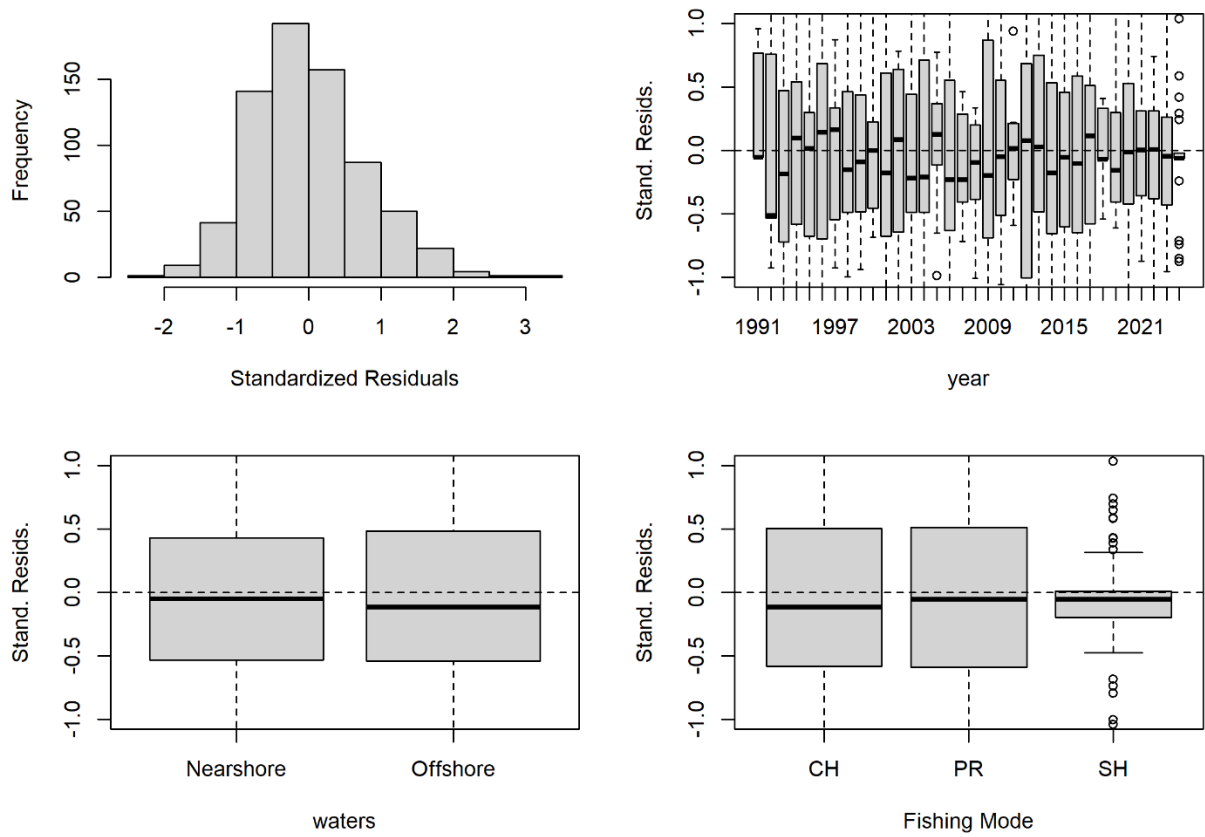 Frequency
150
100
50
0
-2 -1 0 1 2 3
Standardized Residuals
Stand. Resids.
1.0
0.5
0.0
-0.5
-1.0
1991 1997 2003 2009 2015 2021
year
Stand. Resids.
1.0
0.5
0.0
-0.5
-1.0
Nearshore Offshore
waters
Stand. Resids.
1.0
0.5
0.0
-0.5
-1.0
CH PR SH
Fishing Mode